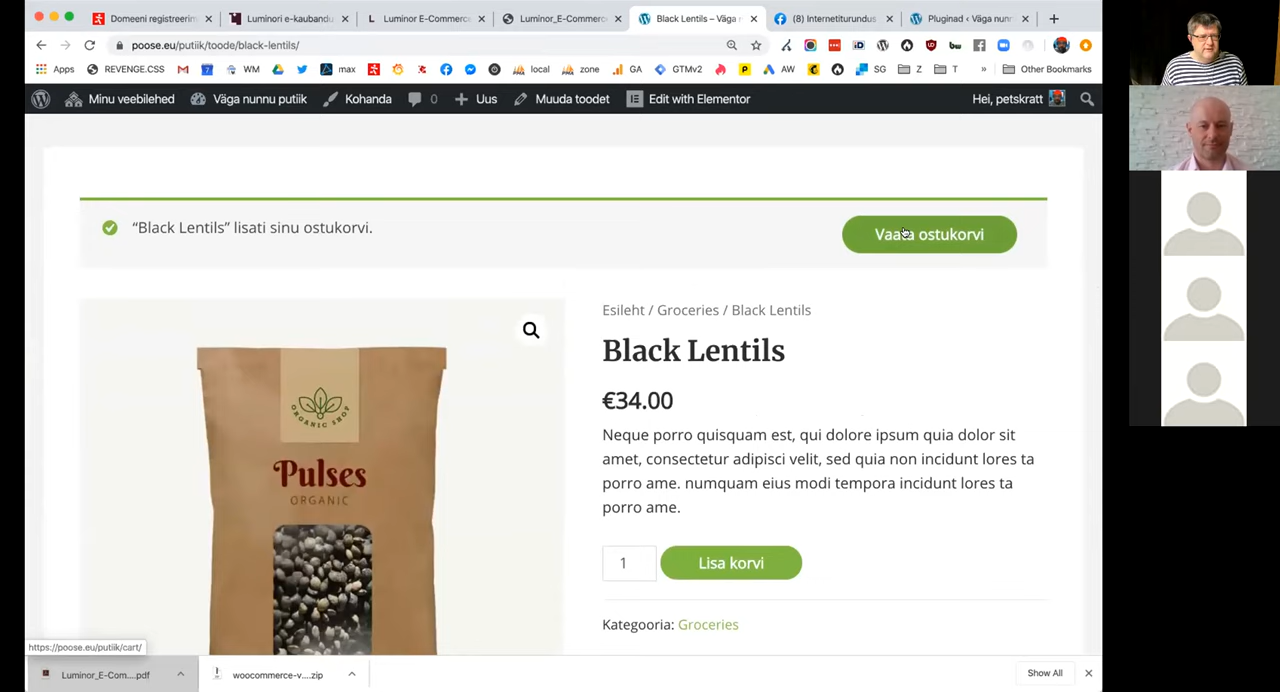 Domeeni registreerim
Luminori e-kaubandu
Luminor E-Commerce
Luminor_E-Commerc
Black Lentils – Väga n
(8) Internetiturundus
Pluginad ‹ Väga nunn
poose.eu/putiik/toode/black-lentils/
Apps
REVENGE.CSS
WM
max
local
zone
GA
GTMv2
AW
SG
Z
T
»
Other Bookmarks
Minu veebilehed
Väga nunnu putiik
Kohanda
0
Uus
Muuda toodet
Edit with Elementor
Hei, petskratt
“Black Lentils” lisati sinu ostukorvi.
Vaata ostukorvi
Esileht / Groceries / Black Lentils
Black Lentils
€34.00
Neque porro quisquam est, qui dolore ipsum quia dolor sit
amet, consectetur adipisci velit, sed quia non incidunt lores ta
porro ame. numquam eius modi tempora incidunt lores ta
porro ame.
1
Lisa korvi
Kategooria: Groceries
ORGANIC SHOP
Pulses
ORGANIC
https://poose.eu/putiik/cart/
Luminor_E-Com....pdf
woocommerce-v....zip
Show All